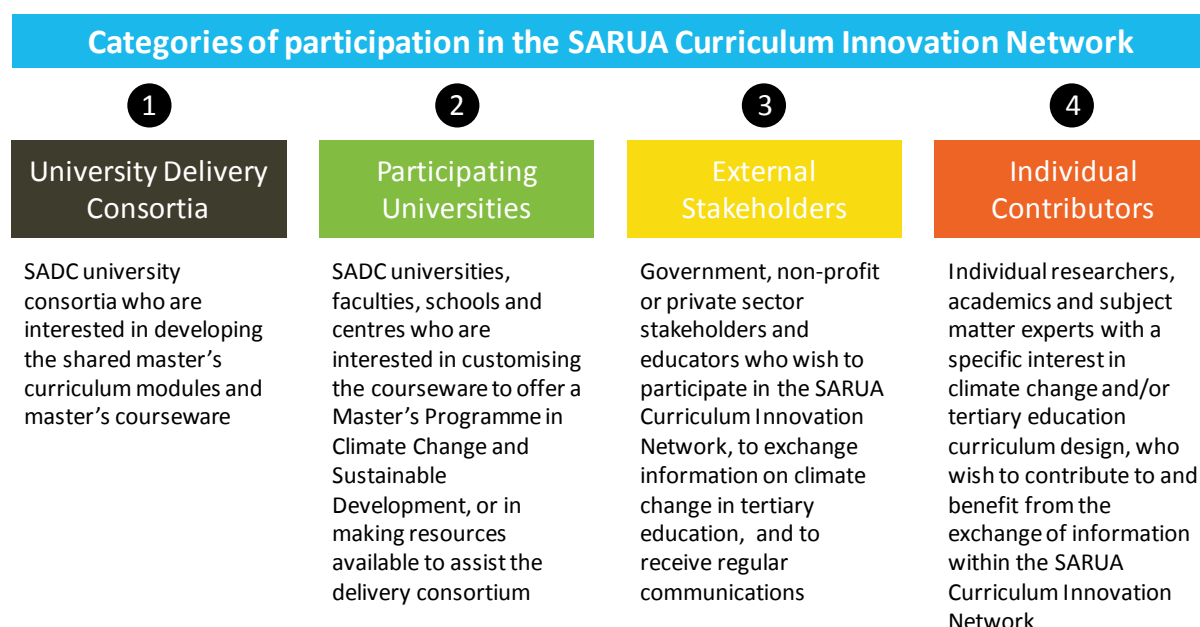 Categories of participation in the SARUA Curriculum Innovation Network
1
University Delivery
Consortia
SADC university
consortia who are
interested in developing
the shared master's
curriculum modules and
master's courseware
2
Participating
Universities
SADC universities,
faculties, schools and
centres who are
interested in customising
the courseware to offer a
Master's Programme in
Climate Change and
Sustainable
Development, or in
making resources
available to assist the
delivery consortium
3
External
Stakeholders
Government, non-profit
or private sector
stakeholders and
educators who wish to
participate in the SARUA
Curriculum Innovation
Network, to exchange
information on climate
change in tertiary
education,  and to
receive regular
communications
4
Individual
Contributors
Individual researchers,
academics and subject
matter experts with a
specific interest in
climate change and/or
tertiary education
curriculum design, who
wish to contribute to and
benefit from the
exchange of information
within the SARUA
Curriculum Innovation
Network